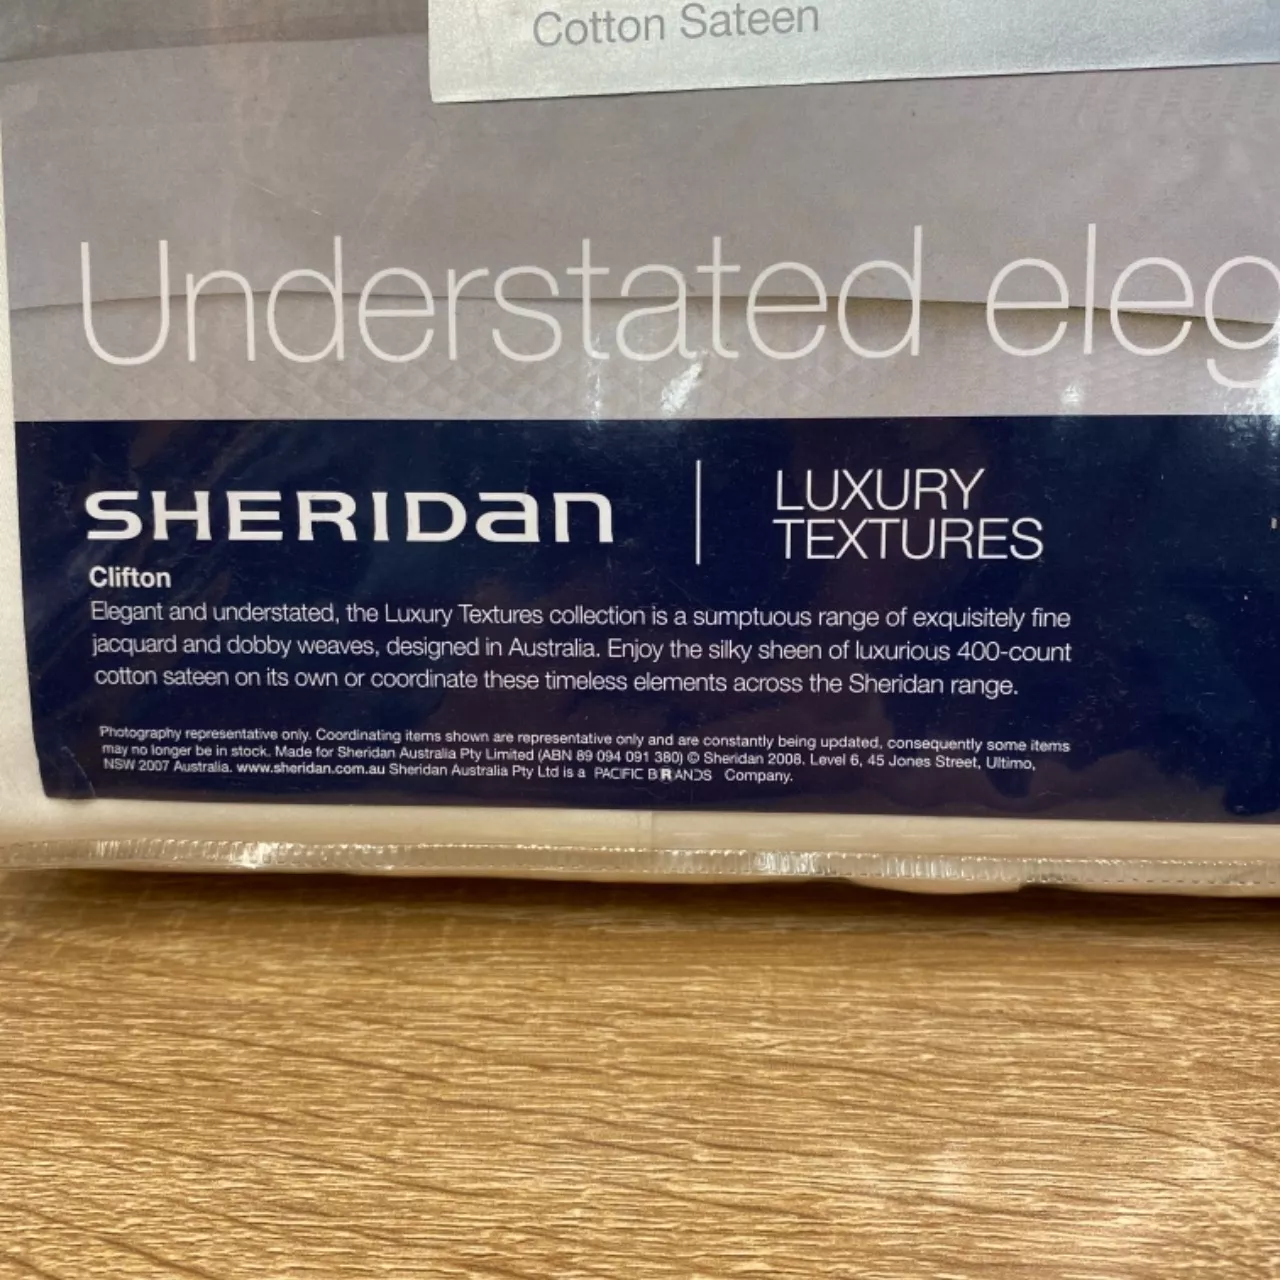 Cotton Sateen
Understated eleg
SHERIDan
LUXURY
TEXTURES
Clifton
Elegant and understated, the Luxury Textures collection is a sumptuous range of exquisitely fine
jacquard and dobby weaves, designed in Australia. Enjoy the silky sheen of luxurious 400-count
cotton sateen on its own or coordinate these timeless elements across the Sheridan range.
Photography representative only. Coordinating items shown are representative only and are constantly being updated, consequently some items
may no longer be in stock. Made for Sheridan Australia Pty Limited (ABN 89 094 091 380) © Sheridan 2008. Level 6, 45 Jones Street, Ultimo,
NSW 2007 Australia. www.sheridan.com.au Sheridan Australia Pty Ltd is a PACIFIC BRANDS Company.